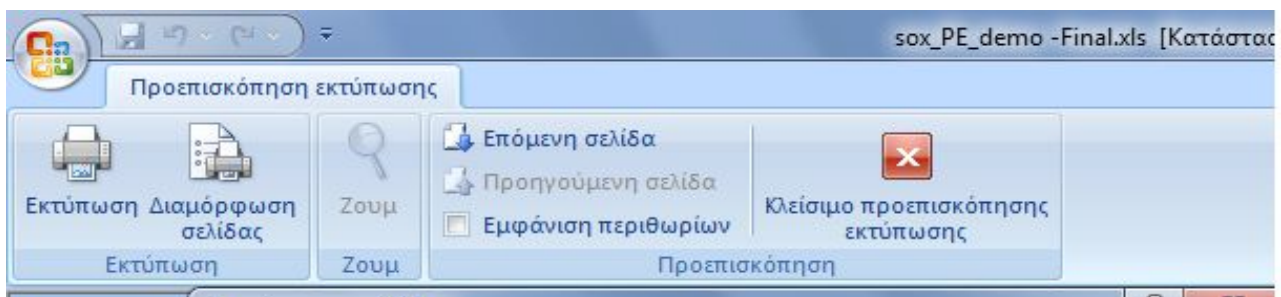 sox_PE_demo -Final.xls [Κατάστασ
Προεπισκόπηση εκτύπωσης
Εκτύπωση
Διαμόρφωση
σελίδας
Ζουμ
Επόμενη σελίδα
Προηγούμενη σελίδα
Εμφάνιση περιθωρίων
Κλείσιμο προεπισκόπησης
εκτύπωσης
Εκτύπωση
Ζουμ
Προεπισκόπηση